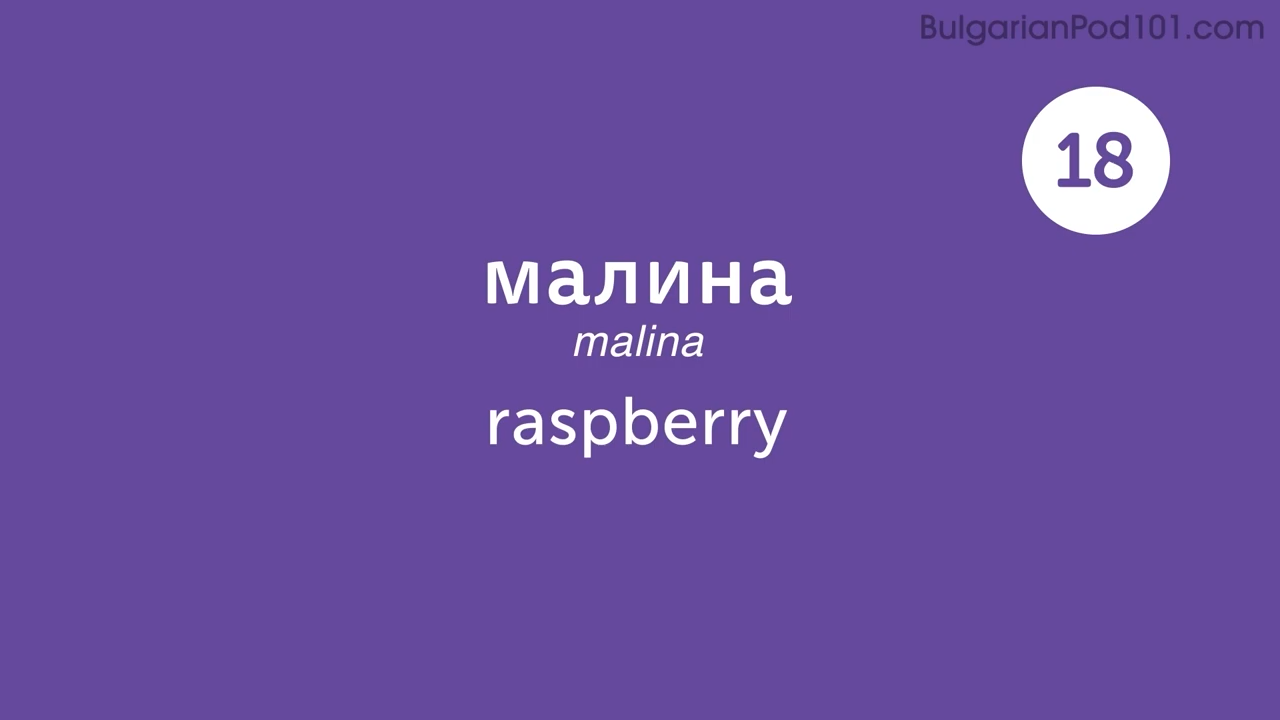 BulgarianPod101.com
18
малина
malina
raspberry